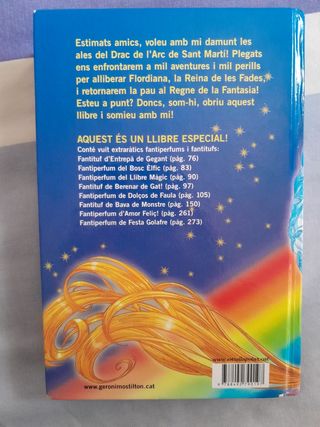 Estimats amics, voleu amb mi damunt les
ales del Drac de l'Arc de Sant Martí! Plegats
ens enfrontarem a mil aventures i mil perills
per alliberar Flordiana, la Reina de les Fades,
i retornarem la pau al Regne de la Fantasia!
Esteu a punt? Doncs, som-hi, obriu aquest
llibre i somieu amb mi!
AQUEST ÉS UN LLIBRE ESPECIAL!
Conté vuit extraràtics fantiperfums i fantitufs:
Fantituf d'Entrepà de Gegant (pàg. 76)
Fantiperfum del Bosc Èlfic (pàg. 83)
Fantiperfum del Llibre Màgic (pàg. 90)
Fantituf de Berenar de Gat! (pàg. 97)
Fantiperfum de Dolços de Faula (pàg. 105)
Fantituf de Bava de Monstre (pàg. 150)
Fantiperfum d'Amor Feliç! (pàg. 261)
Fantiperfum de Festa Golafre (pàg. 273)
www.geronimostilton.cat